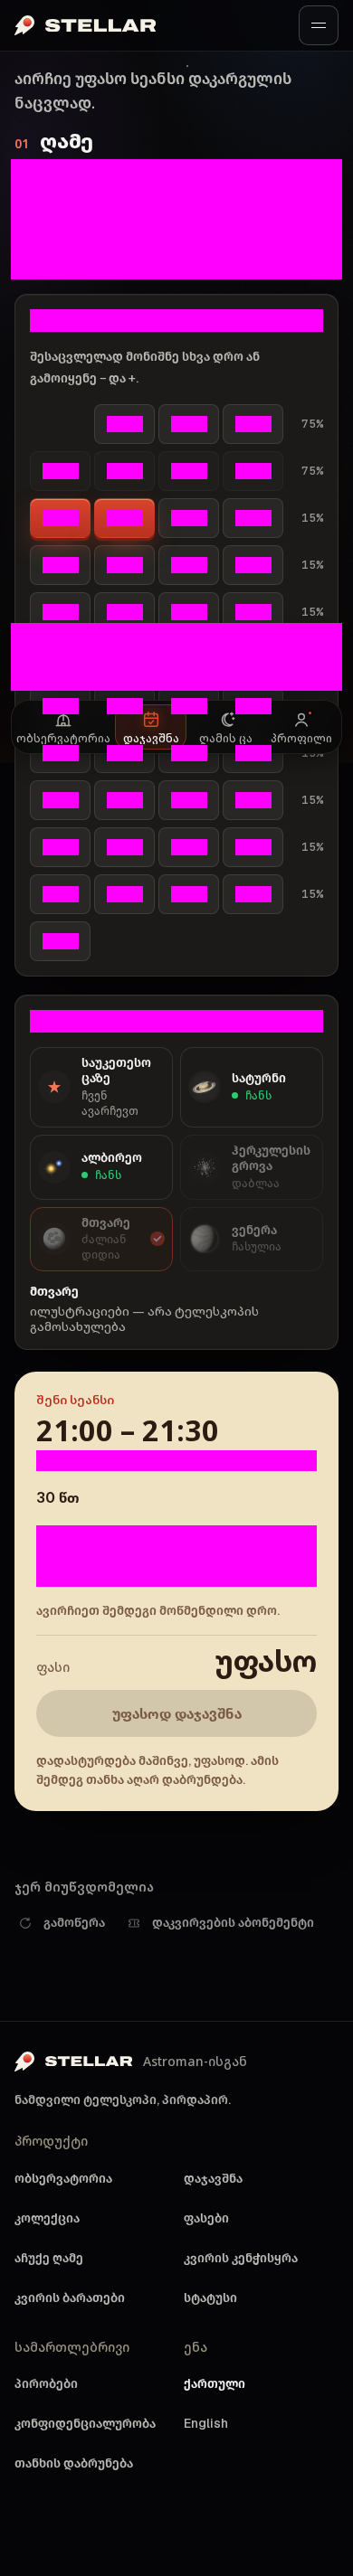 STELLAR
აირჩიე უფასო სეანსი დაკარგულის
ნაცვლად.
01 ღამე
შესაცვლელად მონიშნე სხვა დრო ან
გამოიყენე − და +.
75%
75%
15%
15%
15%
ობსერვატორია
დაჯავშნა
ღამის ცა
პროფილი
15%
15%
15%
საუკეთესო
ცაზე
ჩვენ
ავარჩევთ
სატურნი
ჩანს
ალბირეო
ჩანს
ჰერკულესის
გროვა
დაბლაა
მთვარე
ძალიან
დიდია
ვენერა
ჩასულია
მთვარე
ილუსტრაციები — არა ტელესკოპის
გამოსახულება
შენი სეანსი
21:00 – 21:30
30 წთ
ავირჩიეთ შემდეგი მოწმენდილი დრო.
ფასი
უფასო
უფასოდ დაჯავშნა
დადასტურდება მაშინვე, უფასოდ. ამის
შემდეგ თანხა აღარ დაბრუნდება.
ჯერ მიუწვდომელია
გამოწერა
დაკვირვების აბონემენტი
STELLAR Astroman-ისგან
ნამდვილი ტელესკოპი, პირდაპირ.
პროდუქტი
ობსერვატორია
დაჯავშნა
კოლექცია
ფასები
აჩუქე ღამე
კვირის კენჭისყრა
კვირის ბარათები
სტატუსი
სამართლებრივი
ენა
პირობები
ქართული
კონფიდენციალურობა
English
თანხის დაბრუნება